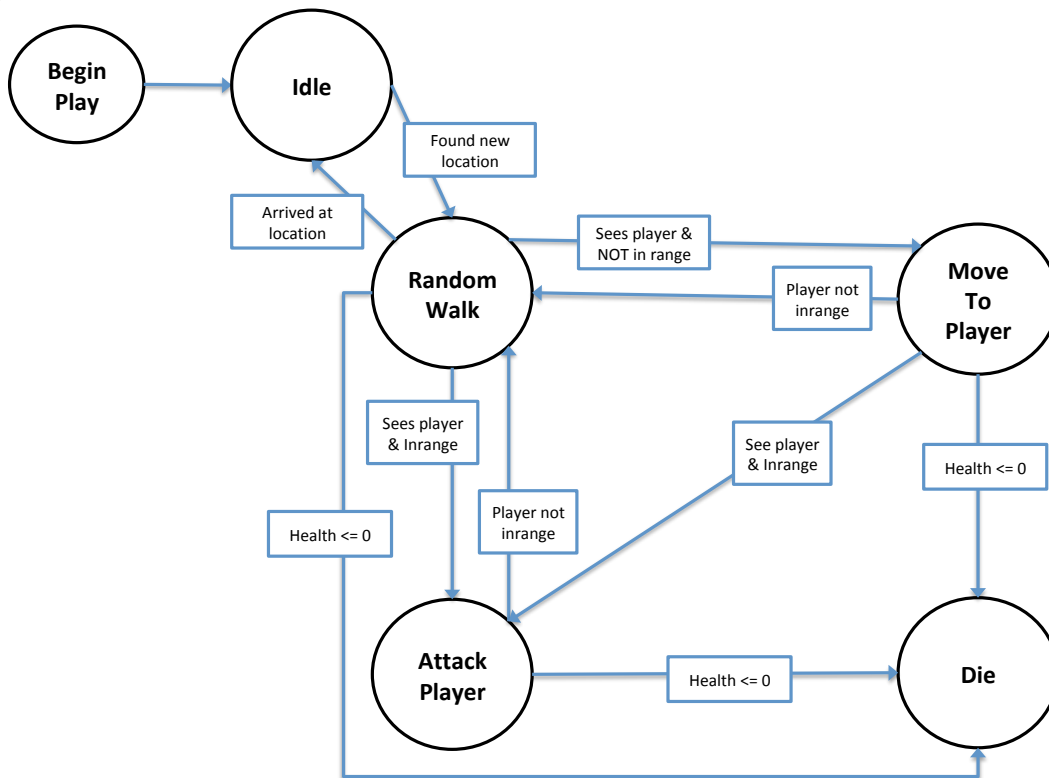 Begin
Play
Idle
Found new
location
Arrived at
location
Random
Walk
Sees player &
NOT in range
Player not
inrange
Move
To
Player
Sees player
& Inrange
See player
& Inrange
Health <= 0
Player not
inrange
Health <= 0
Attack
Player
Health <= 0
Die